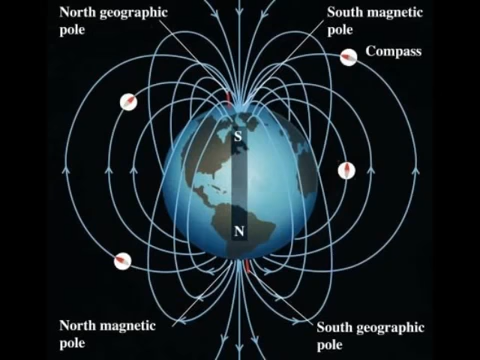 North geographic
pole
South magnetic
pole
Compass
S
N
North magnetic
pole
South geographic
pole